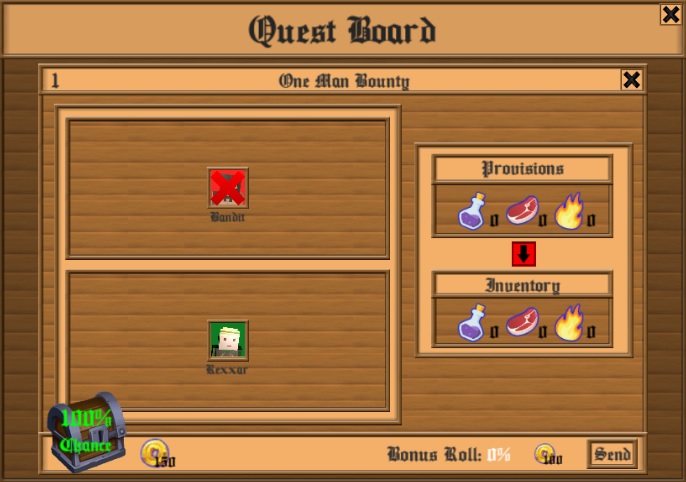 Quest Board
1 One Man Bounty
Provisions
0 0 0
Inventory
0 0 0
Bandit
Rexxar
100%
Chance
150
Bonus Roll: 0%
100
Send